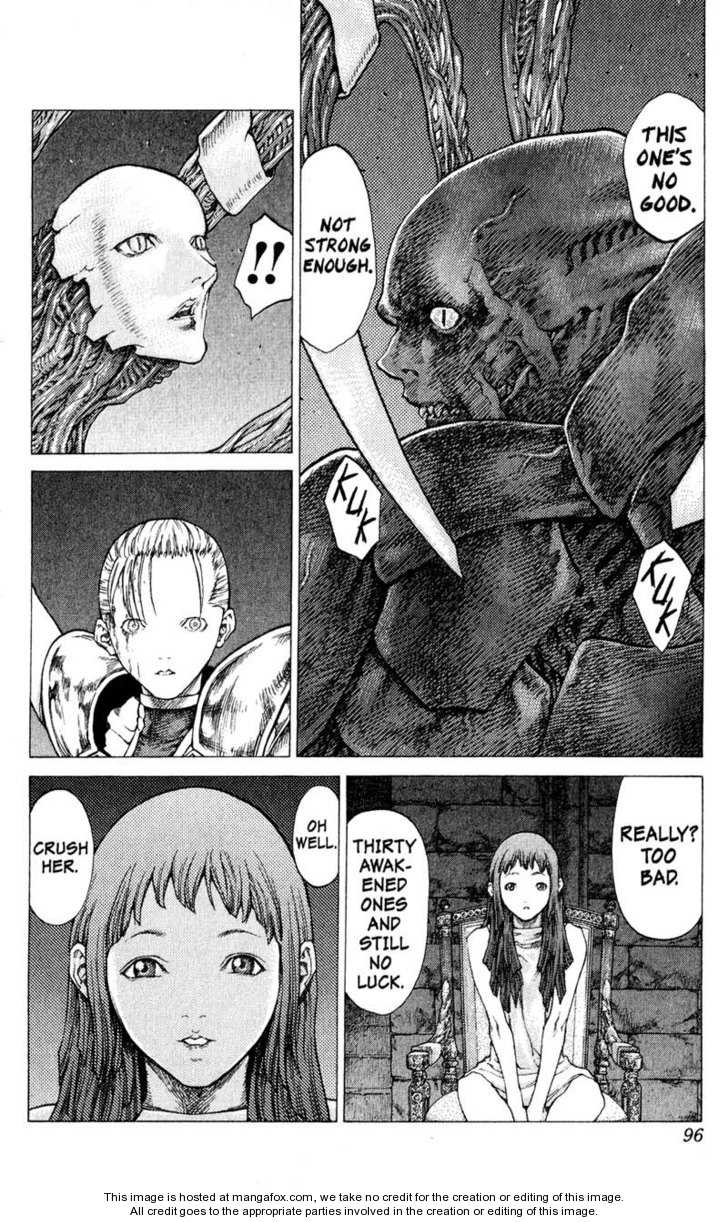 THIS
ONE'S
NO
GOOD.
NOT
STRONG
ENOUGH.
KUK
KUK
!!
REALLY?
TOO
BAD.
THIRTY
AWAK-
ENED
ONES
AND
STILL
NO
LUCK.
OH
WELL.
CRUSH
HER.
96
This image is hosted at mangafox.com, we take no credit for the creation or editing of this image.
All credit goes to the appropriate parties involved in the creation or editing of this image.